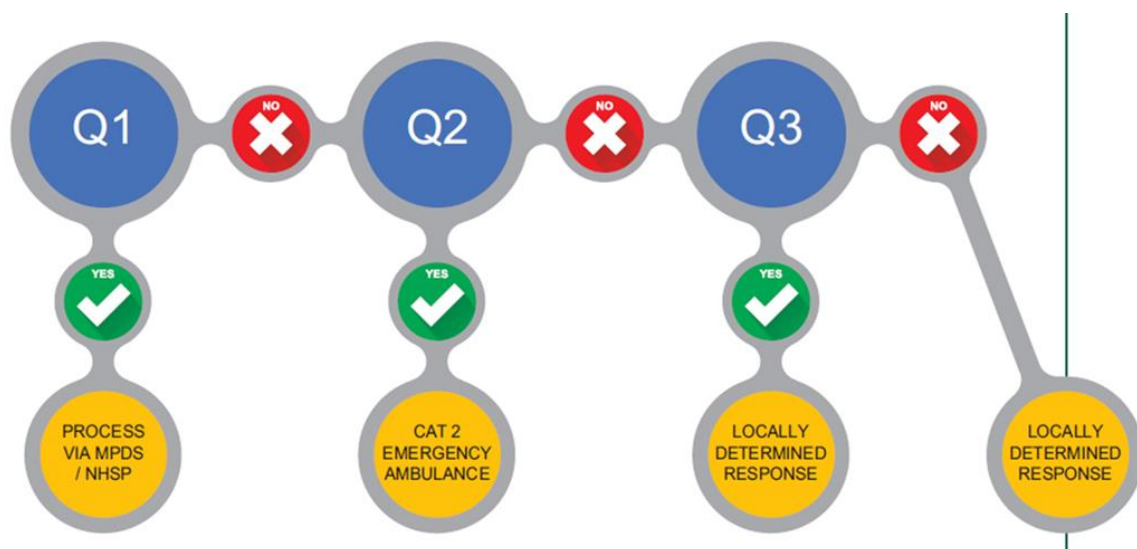 Q1
NO
Q2
NO
Q3
NO
YES
YES
YES
PROCESS
VIA MPDS
/ NHSP
CAT 2
EMERGENCY
AMBULANCE
LOCALLY
DETERMINED
RESPONSE
LOCALLY
DETERMINED
RESPONSE